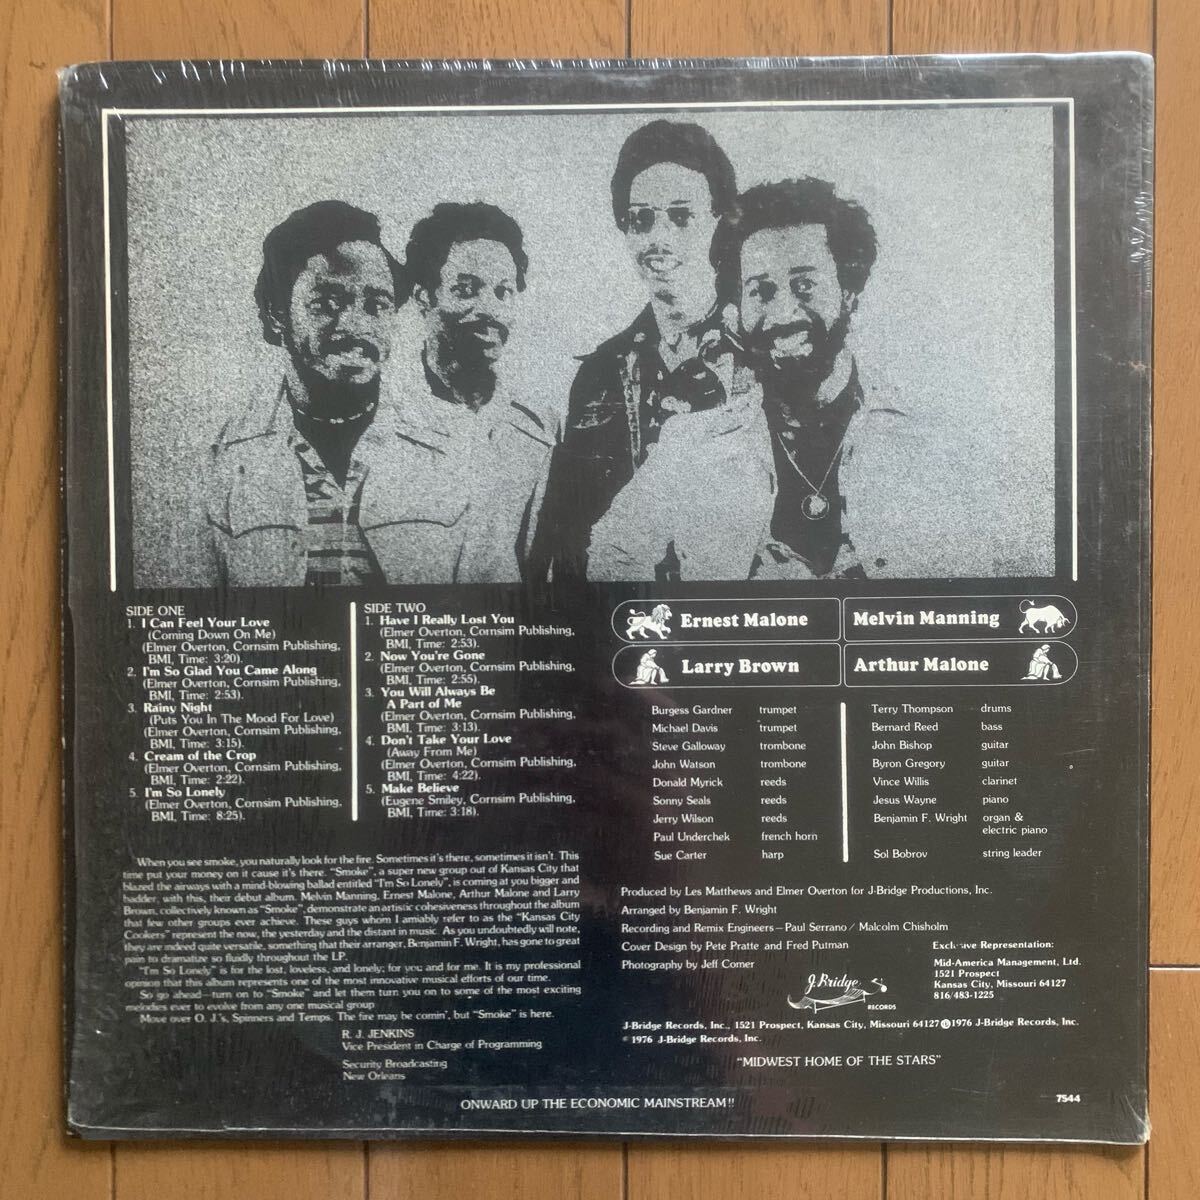 SIDE ONE
1. I Can Feel Your Love
(Coming Down On Me)
(Elmer Overton, Cornsim Publishing,
BMI, Time: 3:20).
2. I'm So Glad You Came Along
(Elmer Overton, Cornsim Publishing,
BMI, Time: 2:53).
3. Rainy Night
(Puts You In The Mood For Love)
(Elmer Overton, Cornsim Publishing,
BMI, Time: 3:15).
4. Cream of the Crop
(Elmer Overton, Cornsim Publishing,
BMI, Time: 2:22).
5. I'm So Lonely
(Elmer Overton, Cornsim Publishing,
BMI, Time: 8:25).
SIDE TWO
1. Have I Really Lost You
(Elmer Overton, Cornsim Publishing,
BMI, Time: 2:53).
2. Now You're Gone
(Elmer Overton, Cornsim Publishing,
BMI, Time: 2:55).
3. You Will Always Be
A Part of Me
(Elmer Overton, Cornsim Publishing,
BMI, Time: 3:13).
4. Don't Take Your Love
(Away From Me)
(Elmer Overton, Cornsim Publishing,
BMI, Time: 4:22).
5. Make Believe
(Eugene Smiley, Cornsim Publishing,
BMI, Time: 3:18).
Ernest Malone
Melvin Manning
Larry Brown
Arthur Malone
Burgess Gardner trumpet
Michael Davis trumpet
Steve Galloway trombone
John Watson trombone
Donald Myrick reeds
Sonny Seals reeds
Jerry Wilson reeds
Paul Underchek french horn
Sue Carter harp
Terry Thompson drums
Bernard Reed bass
John Bishop guitar
Byron Gregory guitar
Vince Willis clarinet
Jesus Wayne piano
Benjamin F. Wright organ &
electric piano
Sol Bobrov string leader
When you see smoke, you naturally look for the fire. Sometimes it's there, sometimes it isn't. This
time put your money on it cause it's there. "Smoke", a super new group out of Kansas City that
blazed the airways with a mind-blowing ballad entitled "I'm So Lonely", is coming at you bigger and
badder, with this, their debut album. Melvin Manning, Ernest Malone, Arthur Malone and Larry
Brown, collectively known as "Smoke", demonstrate an artistic cohesiveness throughout the album
that few other groups ever achieve. These guys whom I amiably refer to as the "Kansas City
Cookers" represent the now, the yesterday and the distant in music. As you undoubtedly will note,
they are indeed quite versatile, something that their arranger, Benjamin F. Wright, has gone to great
pain to dramatize so fluidly throughout the LP.
"I'm So Lonely" is for the lost, loveless, and lonely; for you and for me. It is my professional
opinion that this album represents one of the most innovative musical efforts of our time.
So go ahead—turn on to "Smoke" and let them turn you on to some of the most exciting
melodies ever to evolve from any one musical group
Move over O. J.'s, Spinners and Temps. The fire may be comin', but "Smoke" is here.
R. J. JENKINS
Vice President in Charge of Programming
Security Broadcasting
New Orleans
Produced by Les Matthews and Elmer Overton for J-Bridge Productions, Inc.
Arranged by Benjamin F. Wright
Recording and Remix Engineers—Paul Serrano / Malcolm Chisholm
Cover Design by Pete Pratte and Fred Putman
Photography by Jeff Comer
J. Bridge
RECORDS
Representation:
Mid-America Management, Ltd.
1521 Prospect
Kansas City, Missouri 64127
816/483-1225
J-Bridge Records, Inc., 1521 Prospect, Kansas City, Missouri 64127 ℗ 1976 J-Bridge Records, Inc.
© 1976 J-Bridge Records, Inc.
"MIDWEST HOME OF THE STARS"
ONWARD UP THE ECONOMIC MAINSTREAM!!
7544